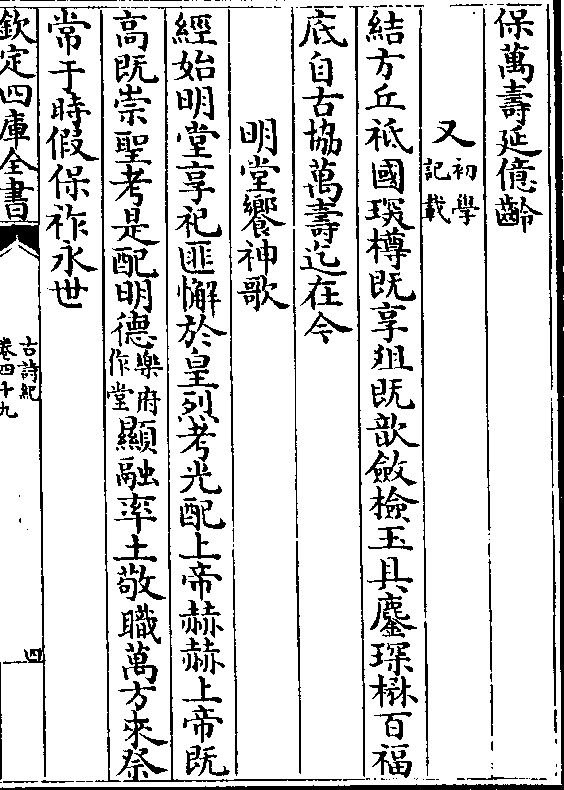 保萬夀延億齡
又初學記載
結方丘祗國琛樽既享俎既歆斂檢玉具鏖琛楙百福
底自古協萬夀迄在今
明堂饗神歌
經始明堂享祀匪懈於皇烈考光配上帝赫赫上帝既
髙既崇聖考是配明德樂府作堂顯融率土敬職萬方來祭
常于時假保祚永世
欽定四庫全書
古詩紀
卷四十九
四